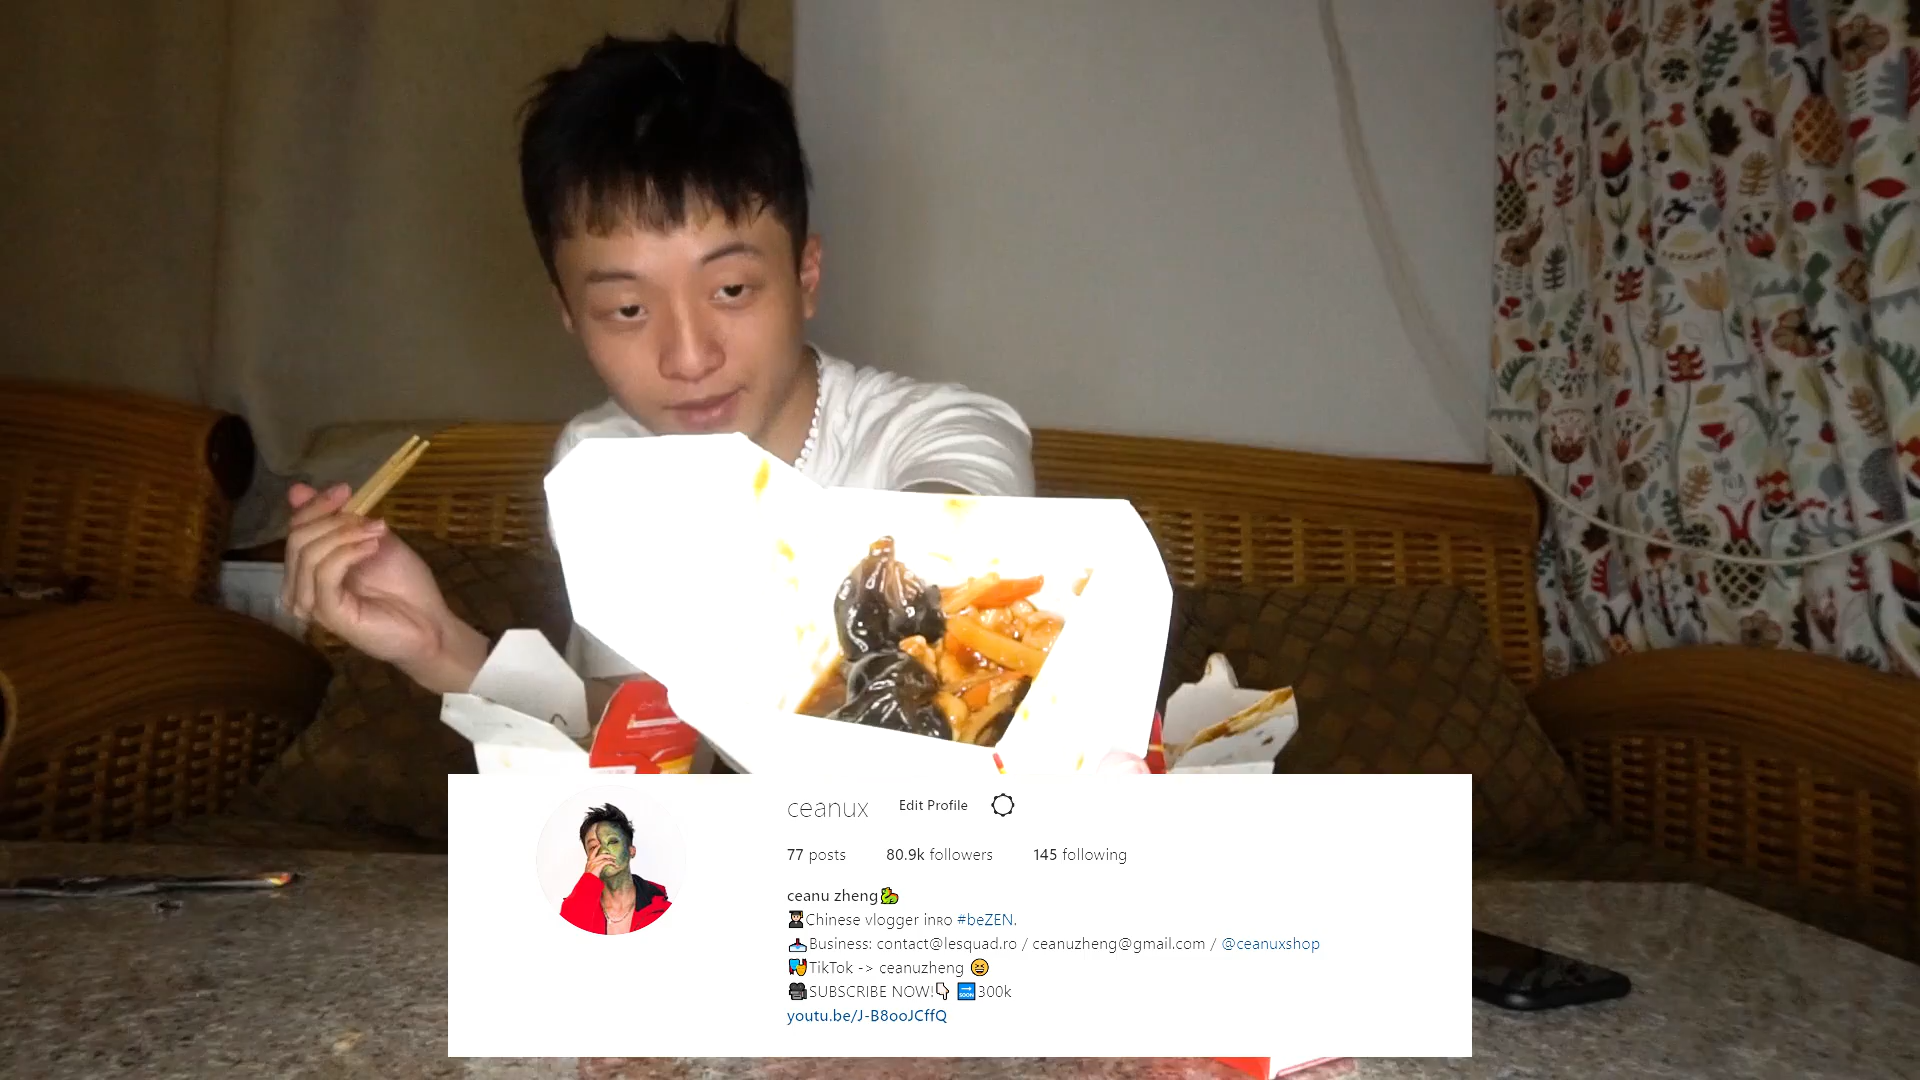 ceanux Edit Profile
77 posts 80.9k followers 145 following
ceanu zheng🐉
👨🏻‍🎓Chinese vlogger in🇷🇴 #beZEN.
📥Business: contact@lesquad.ro / ceanuzheng@gmail.com / @ceanuxshop
TikTok -> ceanuzheng 😆
🎥SUBSCRIBE NOW!👇🏻 🔜300k
youtu.be/J-B8ooJCffQ